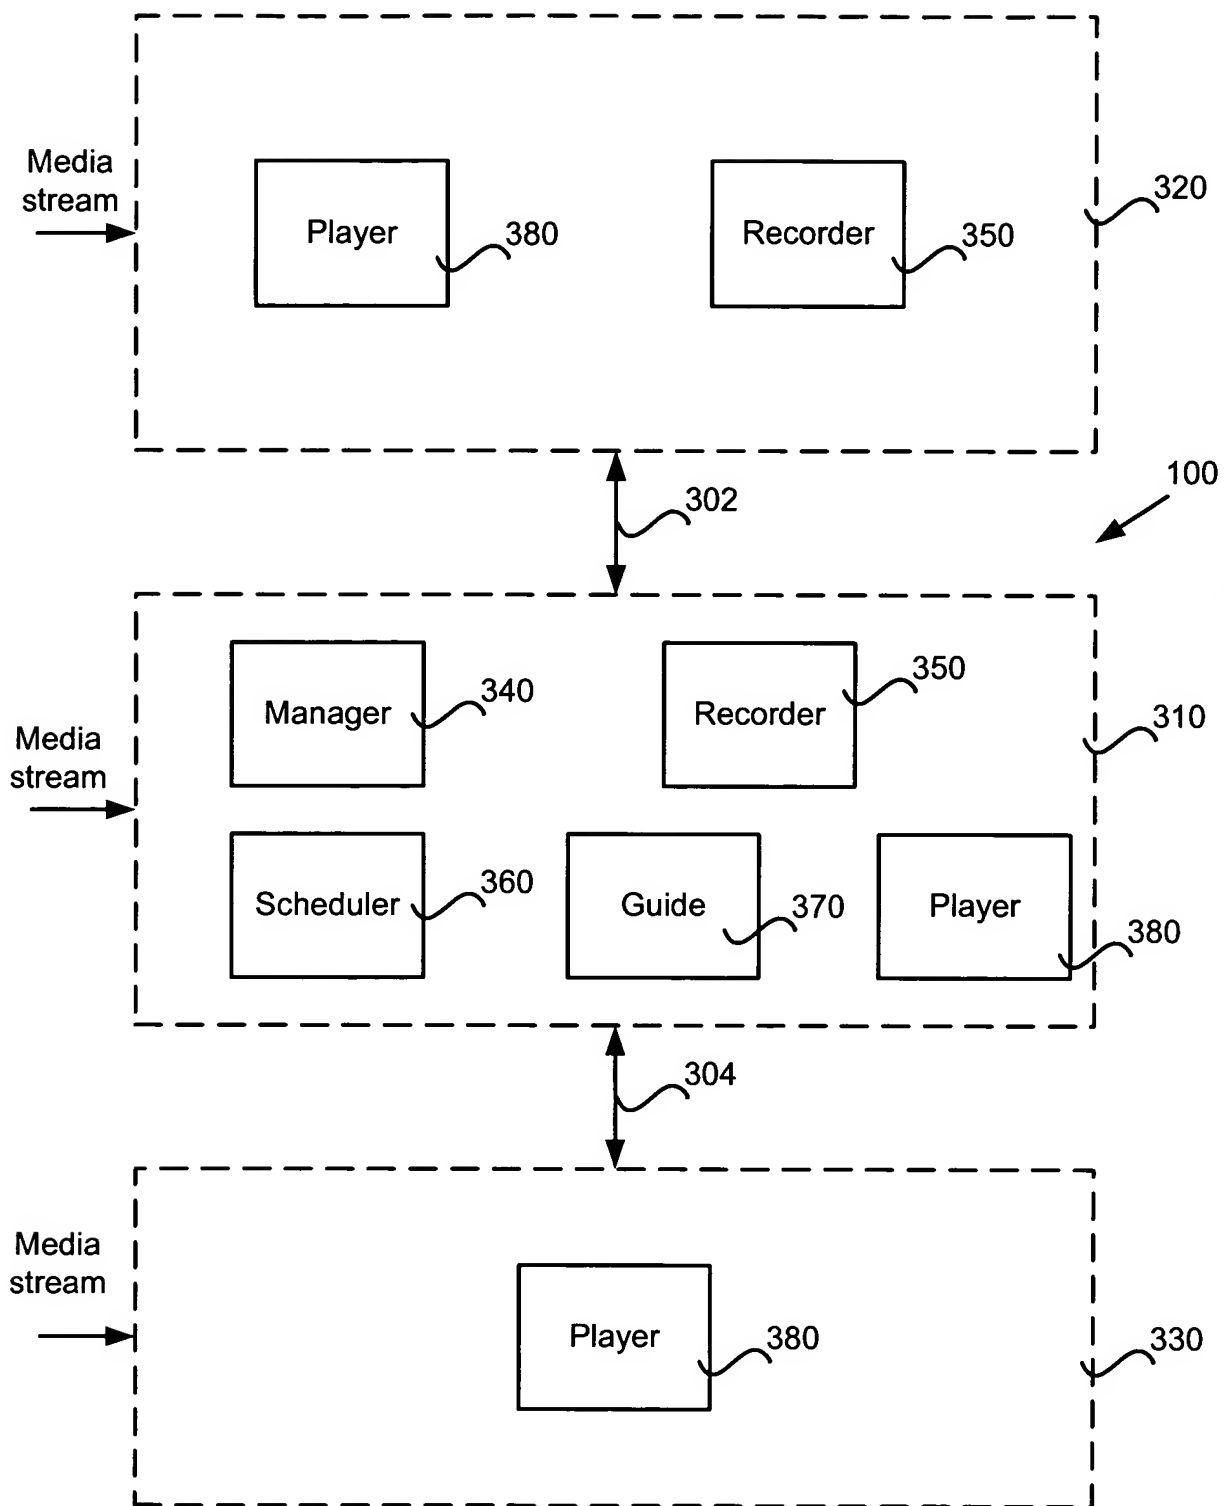 Media
stream
Player
380
Recorder
350
320
302
100
Manager
340
Recorder
350
310
Media
stream
Scheduler
360
Guide
370
Player
380
304
Media
stream
Player
380
330